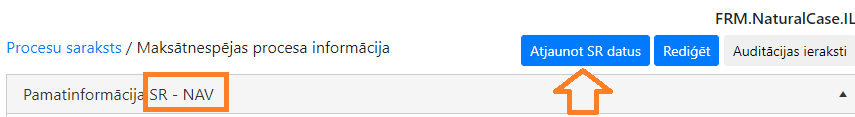 FRM.NaturalCase.IL
Procesu saraksts / Maksātnespējas procesa informācija
Atjaunot SR datus Rediģēt Auditācijas ieraksti
Pamatinformācija SR - NAV